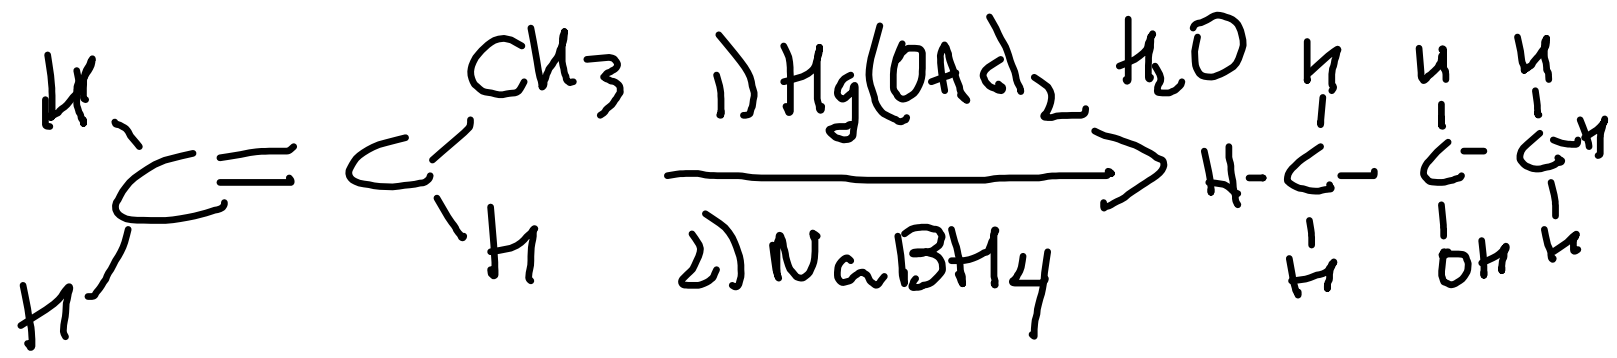 H CH3 1) Hg(OAc)2 H2O H H H
C = C H - C - C - C H
H H 2) NaBH4 H OH H